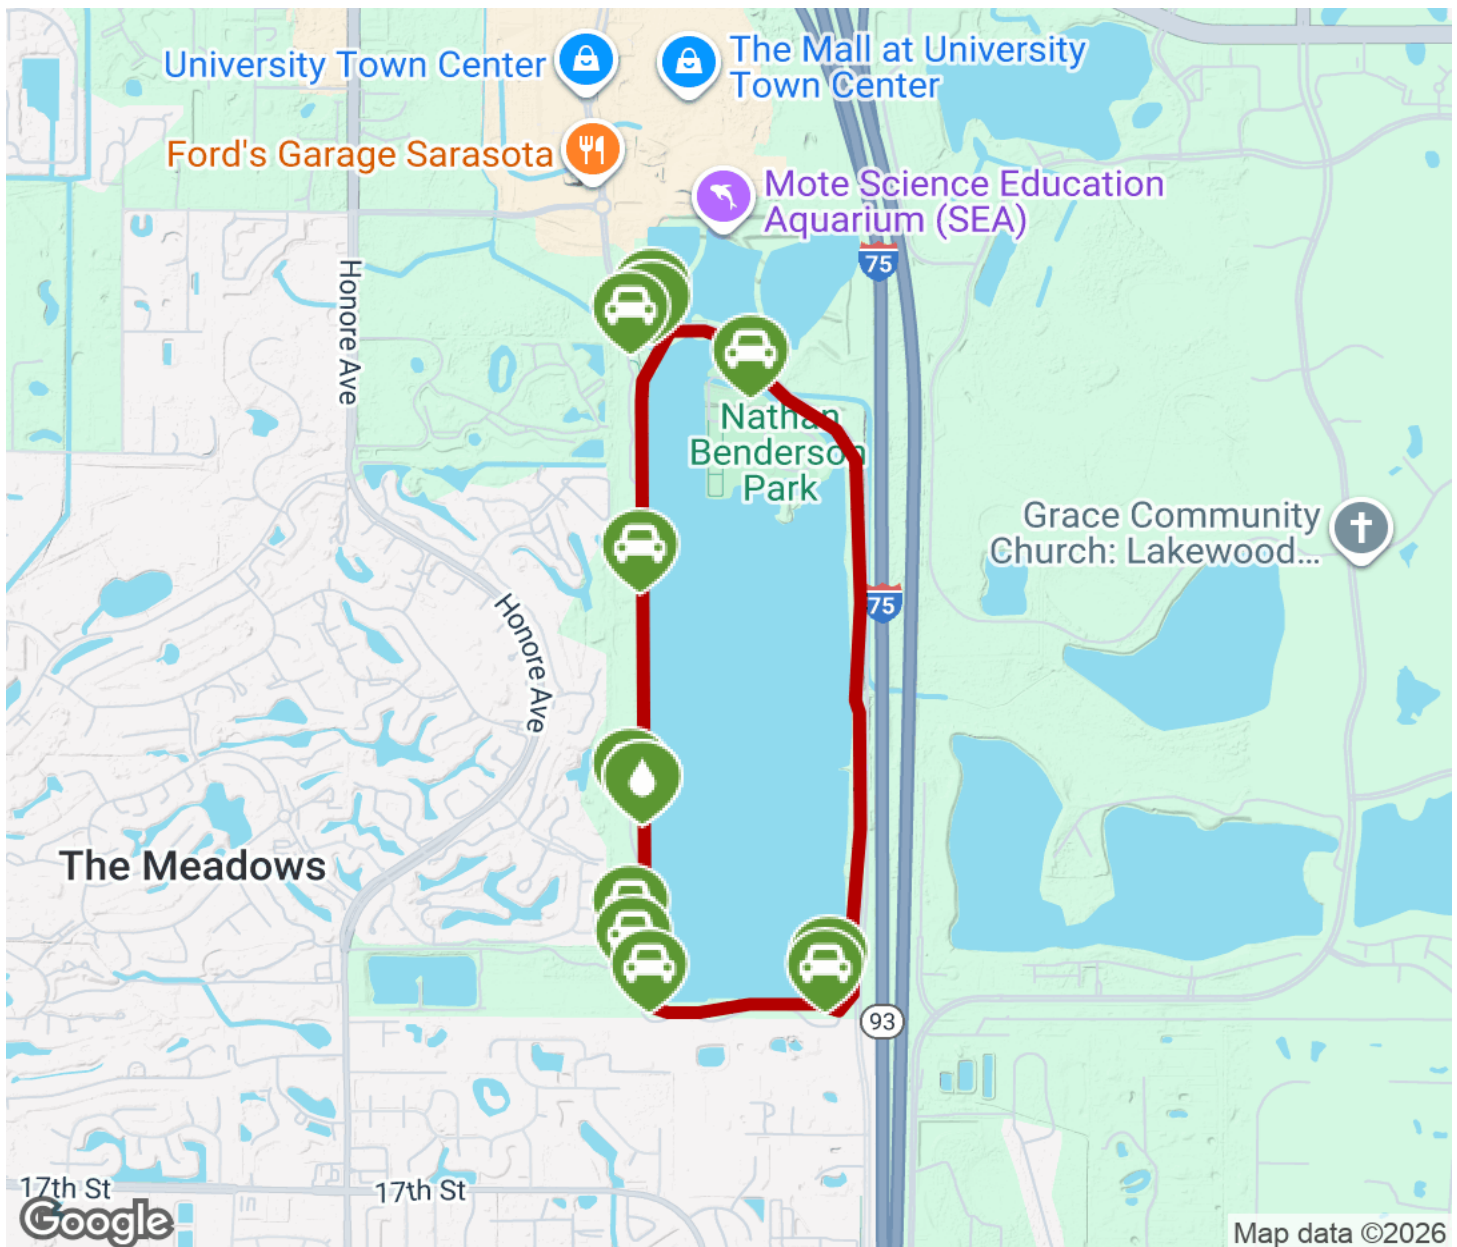 University Town Center
The Mall at University
Town Center
Ford's Garage Sarasota
Mote Science Education
Aquarium (SEA)
75
Honore Ave
Nathan
Benderson
Park
Grace Community
Church: Lakewood...
75
Honore Ave
The Meadows
93
17th St
17th St
Google
Map data ©2026